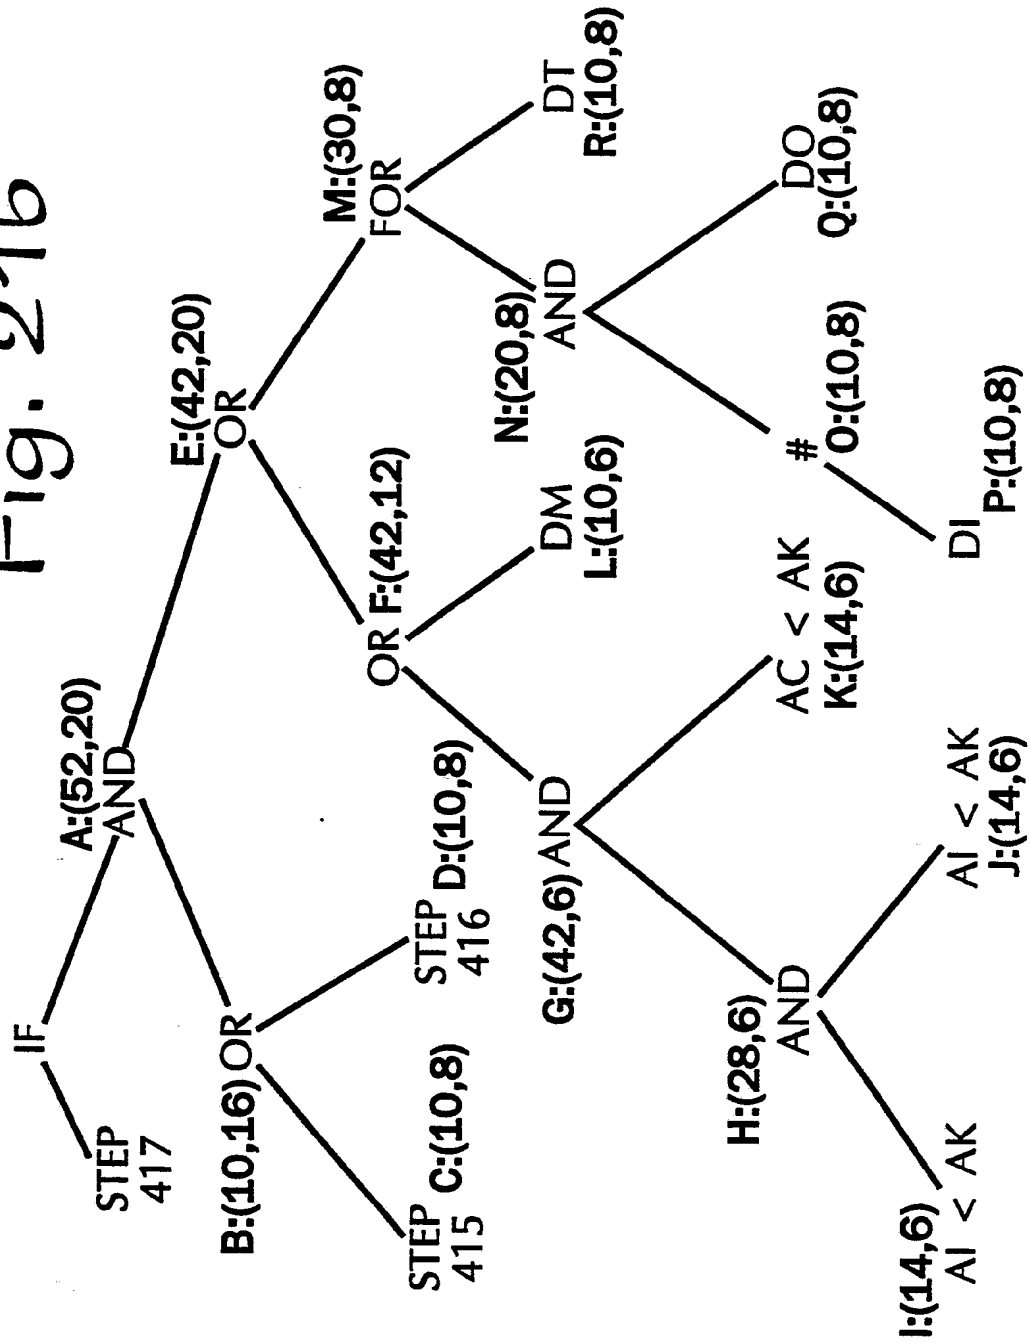 Fig. 21b
IF
A:(52,20)
AND
STEP
417
E:(42,20)
OR
B:(10,16) OR
M:(30,8)
FOR
OR F:(42,12)
STEP
415
C:(10,8)
STEP
416
D:(10,8)
G:(42,6) AND
DM
L:(10,6)
N:(20,8)
AND
DT
R:(10,8)
H:(28,6)
AND
AC < AK
K:(14,6)
#
O:(10,8)
DO
Q:(10,8)
I:(14,6)
AI < AK
AI < AK
J:(14,6)
DI
P:(10,8)